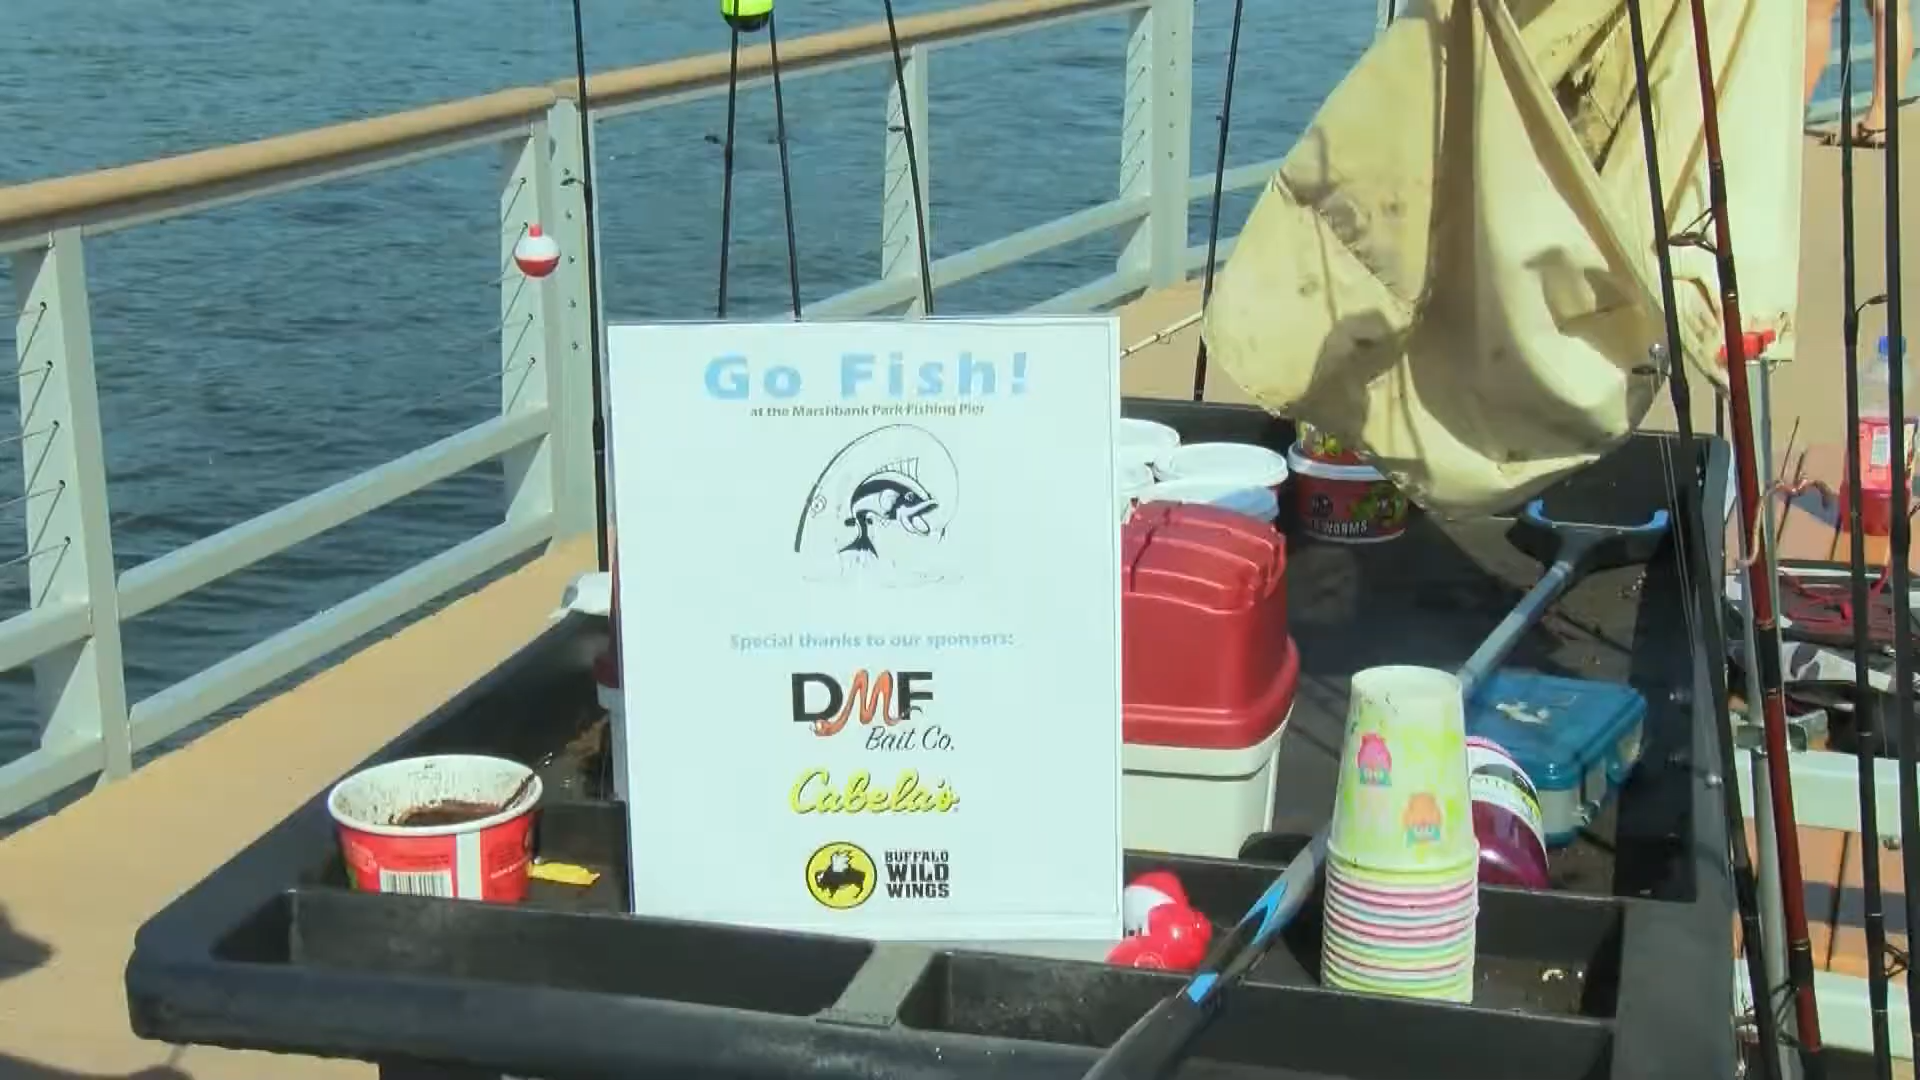 Go Fish!
at the Marshbank Park Fishing Pier
Special thanks to our sponsors:
DMF
Bait Co.
Cabela's
BUFFALO
WILD
WINGS
WORMS